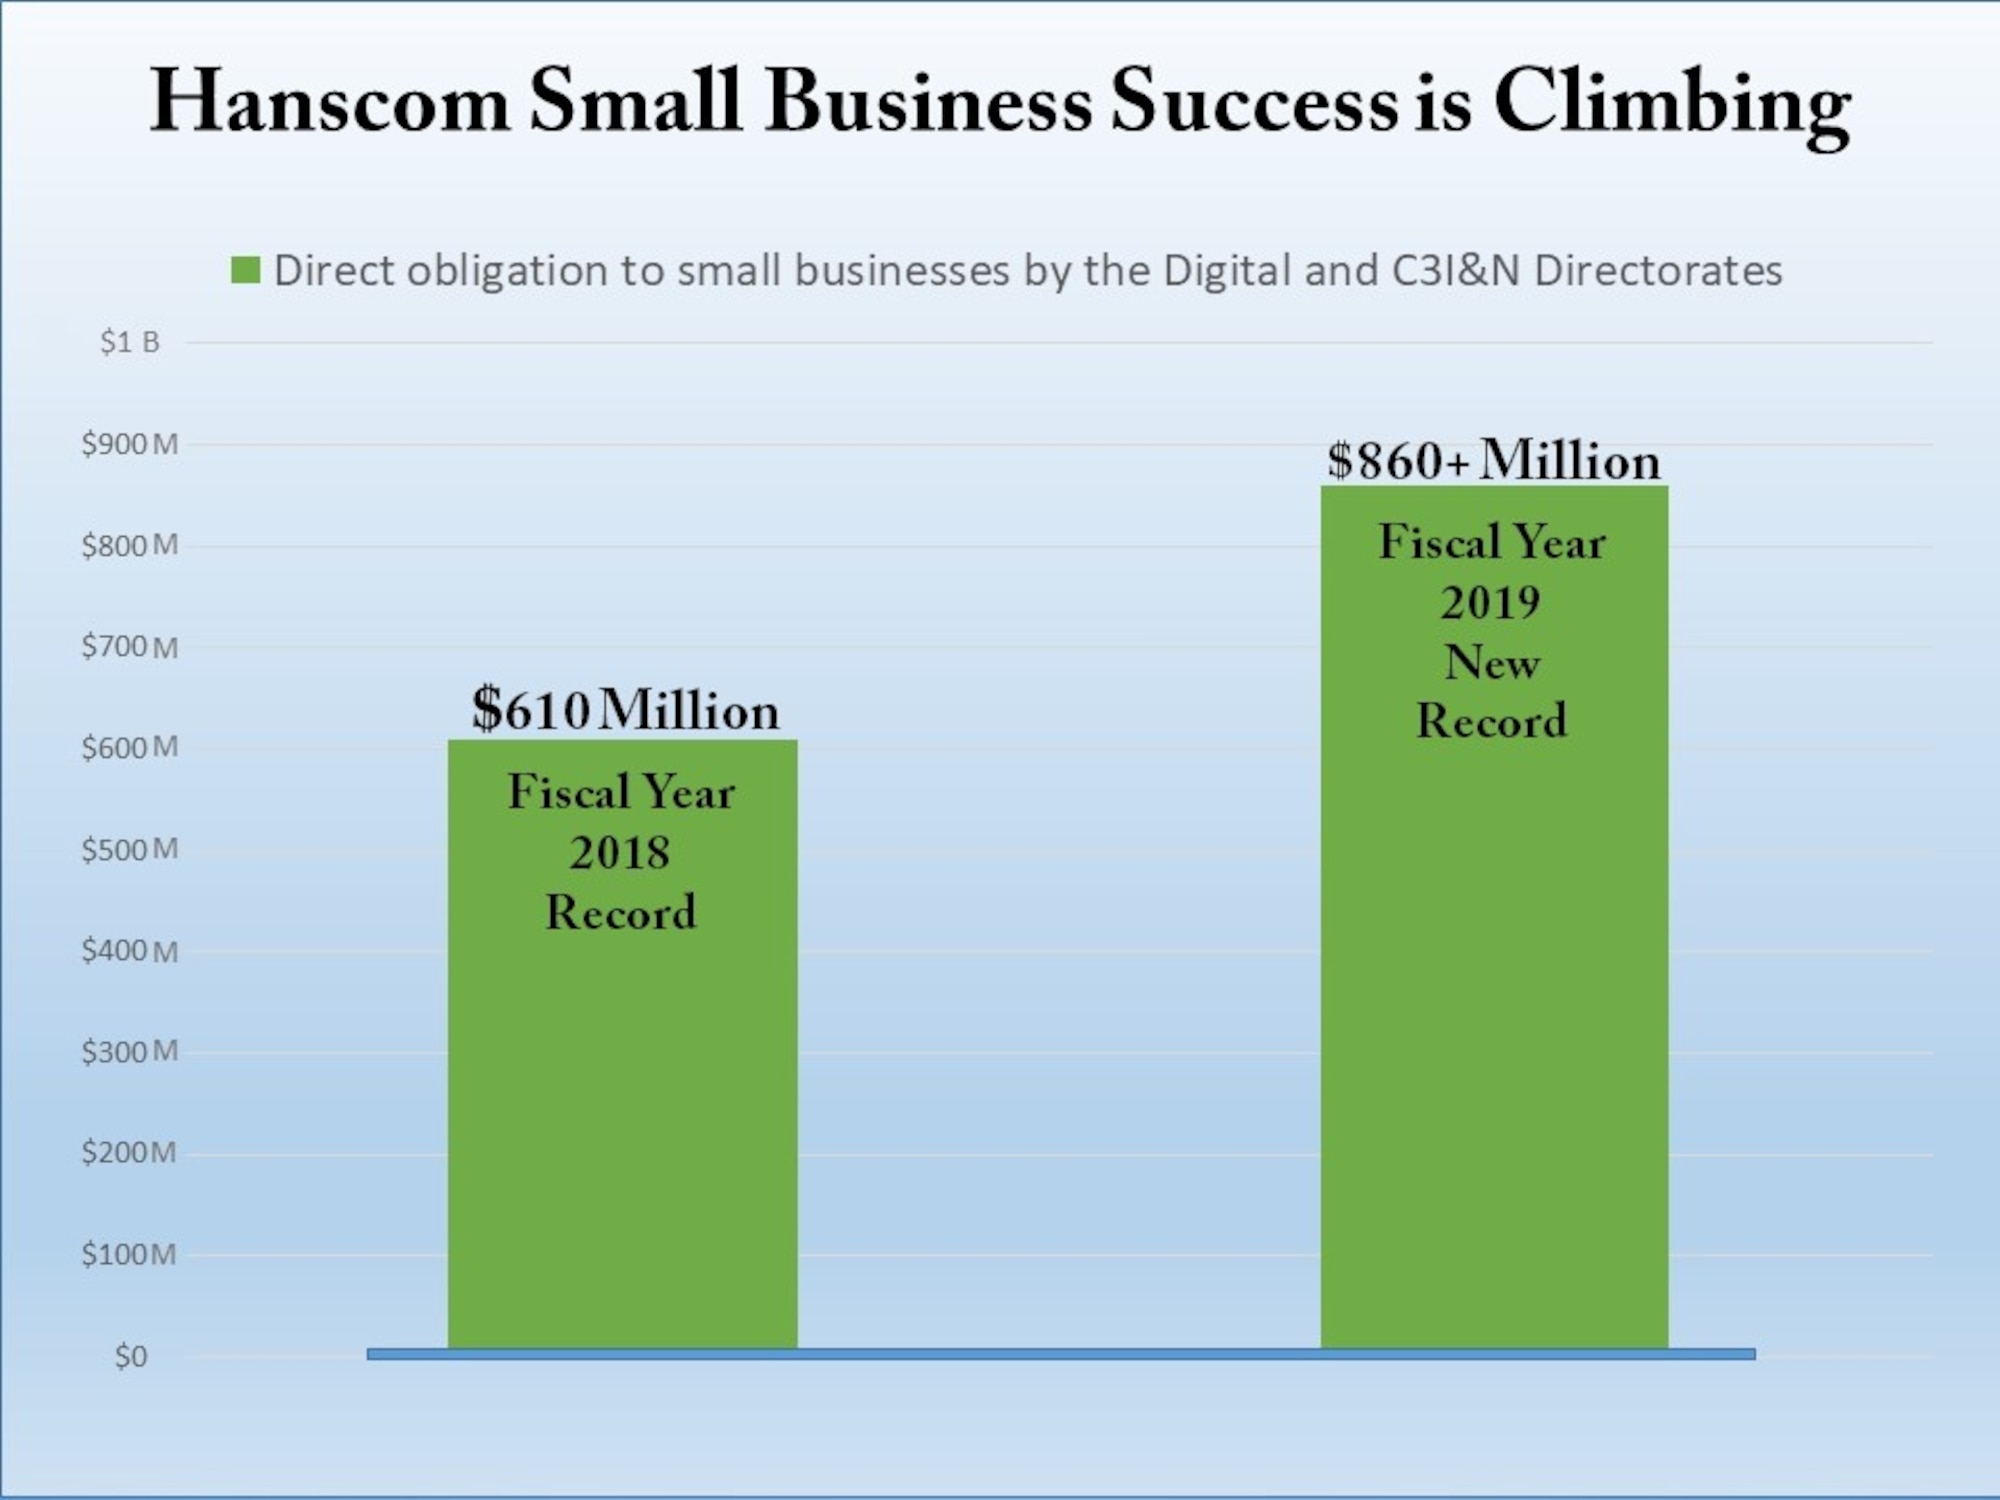 Hanscom Small Business Success is Climbing
Direct obligation to small businesses by the Digital and C3I&N Directorates
$1 B
$900 M
$800 M
$700 M
$600 M
$500 M
$400 M
$300 M
$200 M
$100 M
$0
$610 Million
Fiscal Year
2018
Record
$860+ Million
Fiscal Year
2019
New
Record